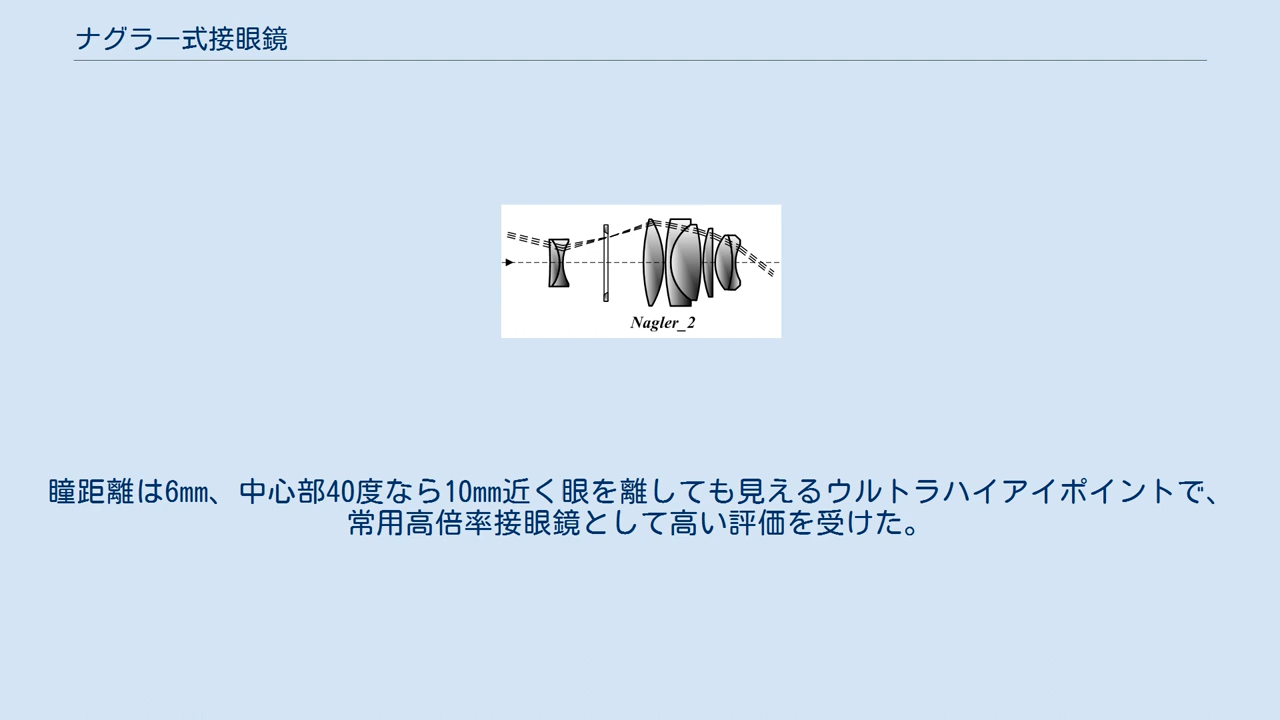 ナグラー式接眼鏡
Nagler_2
瞳距離は6㎜、中心部40度なら10㎜近く眼を離しても見えるウルトラハイアイポイントで、
常用高倍率接眼鏡として高い評価を受けた。